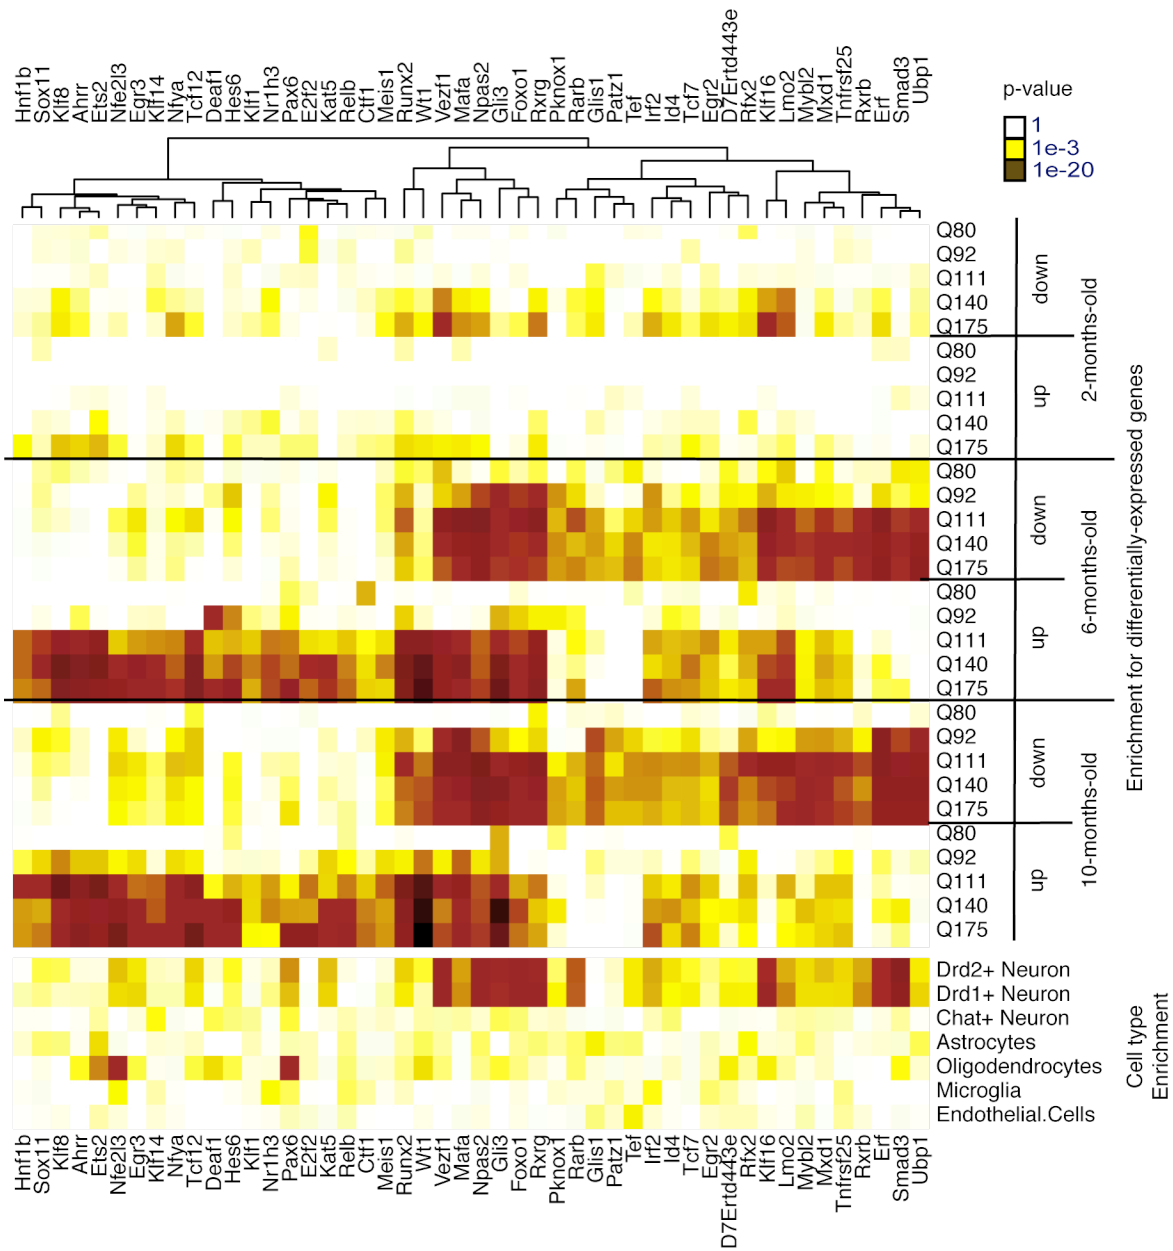 Hnf1b
Sox11
Klf8
Ahrr
Ets2
Nfe2l3
Egr3
Klf14
Nfya
Tcf12
Deaf1
Hes6
Klf1
Nr1h3
Pax6
E2f2
Kat5
Relb
Ctf1
Meis1
Runx2
Wt1
Vezf1
Mafa
Npas2
Gli3
Foxo1
Rxrg
Pknox1
Rarb
Glis1
Patz1
Tef
Irf2
Id4
Tcf7
Egr2
D7Ertd443e
Rfx2
Klf16
Lmo2
Mybl2
Mxd1
Tnfrsf25
Rxrb
Erf
Smad3
Ubp1
p-value
1
1e-3
1e-20
Q80
Q92
Q111
Q140
Q175
down
Q80
Q92
Q111
Q140
Q175
up
2-months-old
Q80
Q92
Q111
Q140
Q175
down
Q80
Q92
Q111
Q140
Q175
up
6-months-old
Q80
Q92
Q111
Q140
Q175
down
Q80
Q92
Q111
Q140
Q175
up
10-months-old
Enrichment for differentially-expressed genes
Drd2+ Neuron
Drd1+ Neuron
Chat+ Neuron
Astrocytes
Oligodendrocytes
Microglia
Endothelial.Cells
Cell type
Enrichment
Hnf1b
Sox11
Klf8
Ahrr
Ets2
Nfe2l3
Egr3
Klf14
Nfya
Tcf12
Deaf1
Hes6
Klf1
Nr1h3
Pax6
E2f2
Kat5
Relb
Ctf1
Meis1
Runx2
Wt1
Vezf1
Mafa
Npas2
Gli3
Foxo1
Rxrg
Pknox1
Rarb
Glis1
Patz1
Tef
Irf2
Id4
Tcf7
Egr2
D7Ertd443e
Rfx2
Klf16
Lmo2
Mybl2
Mxd1
Tnfrsf25
Rxrb
Erf
Smad3
Ubp1